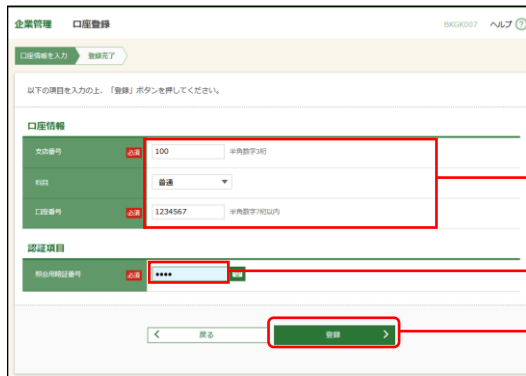 企業管理 口座登録
BKGK007 ヘルプ ?
口座情報を入力 登録完了
以下の項目を入力の上、「登録」ボタンを押してください。
口座情報
支店番号 必須 100 半角数字3桁
科目 普通
口座番号 必須 1234567 半角数字7桁以内
認証項目
照会用暗証番号 必須 ••••
戻る 登録